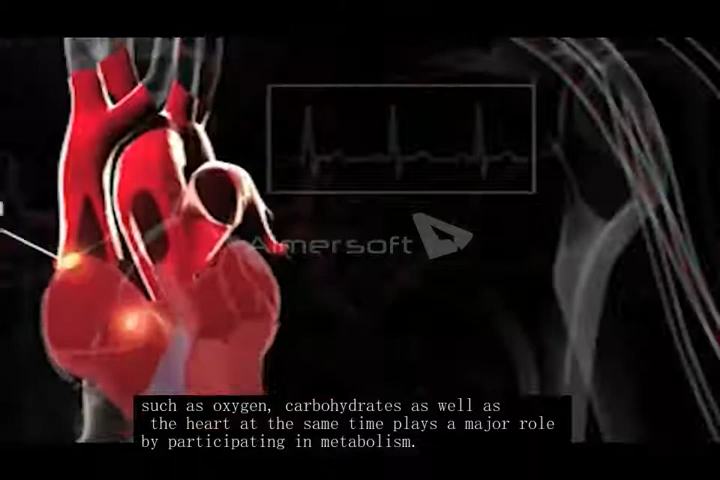 Aimersoft
such as oxygen, carbohydrates as well as
the heart at the same time plays a major role
by participating in metabolism.